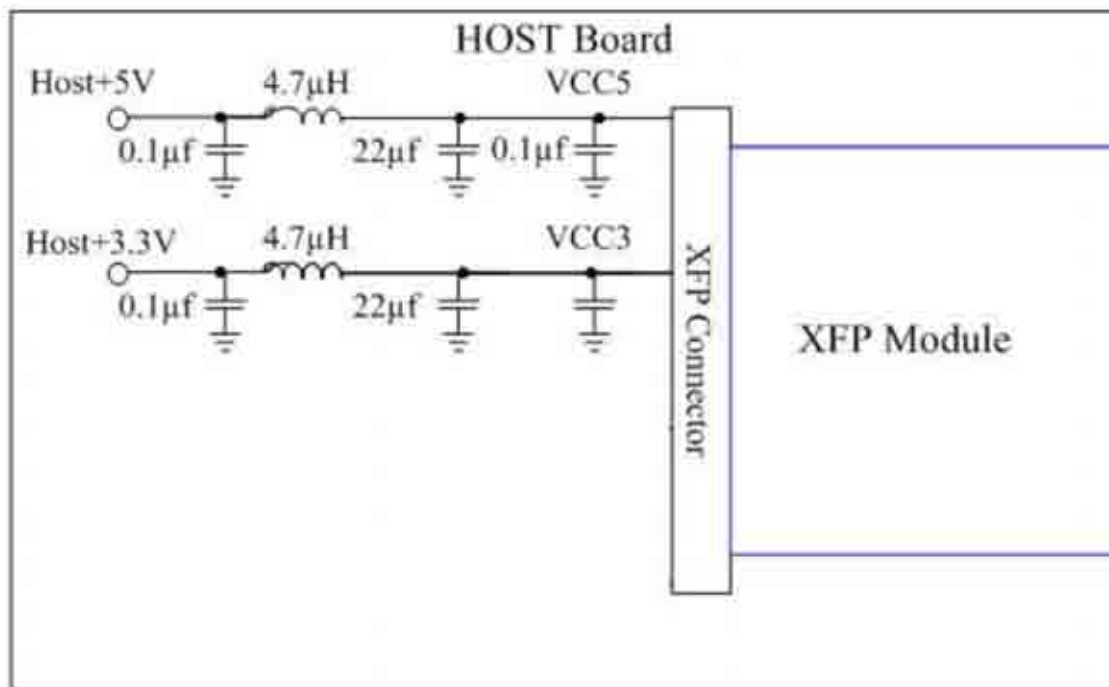 HOST Board
Host+5V 4.7µH VCC5
0.1µf 22µf 0.1µf
Host+3.3V 4.7µH VCC3
0.1µf 22µf
XFP Connector
XFP Module